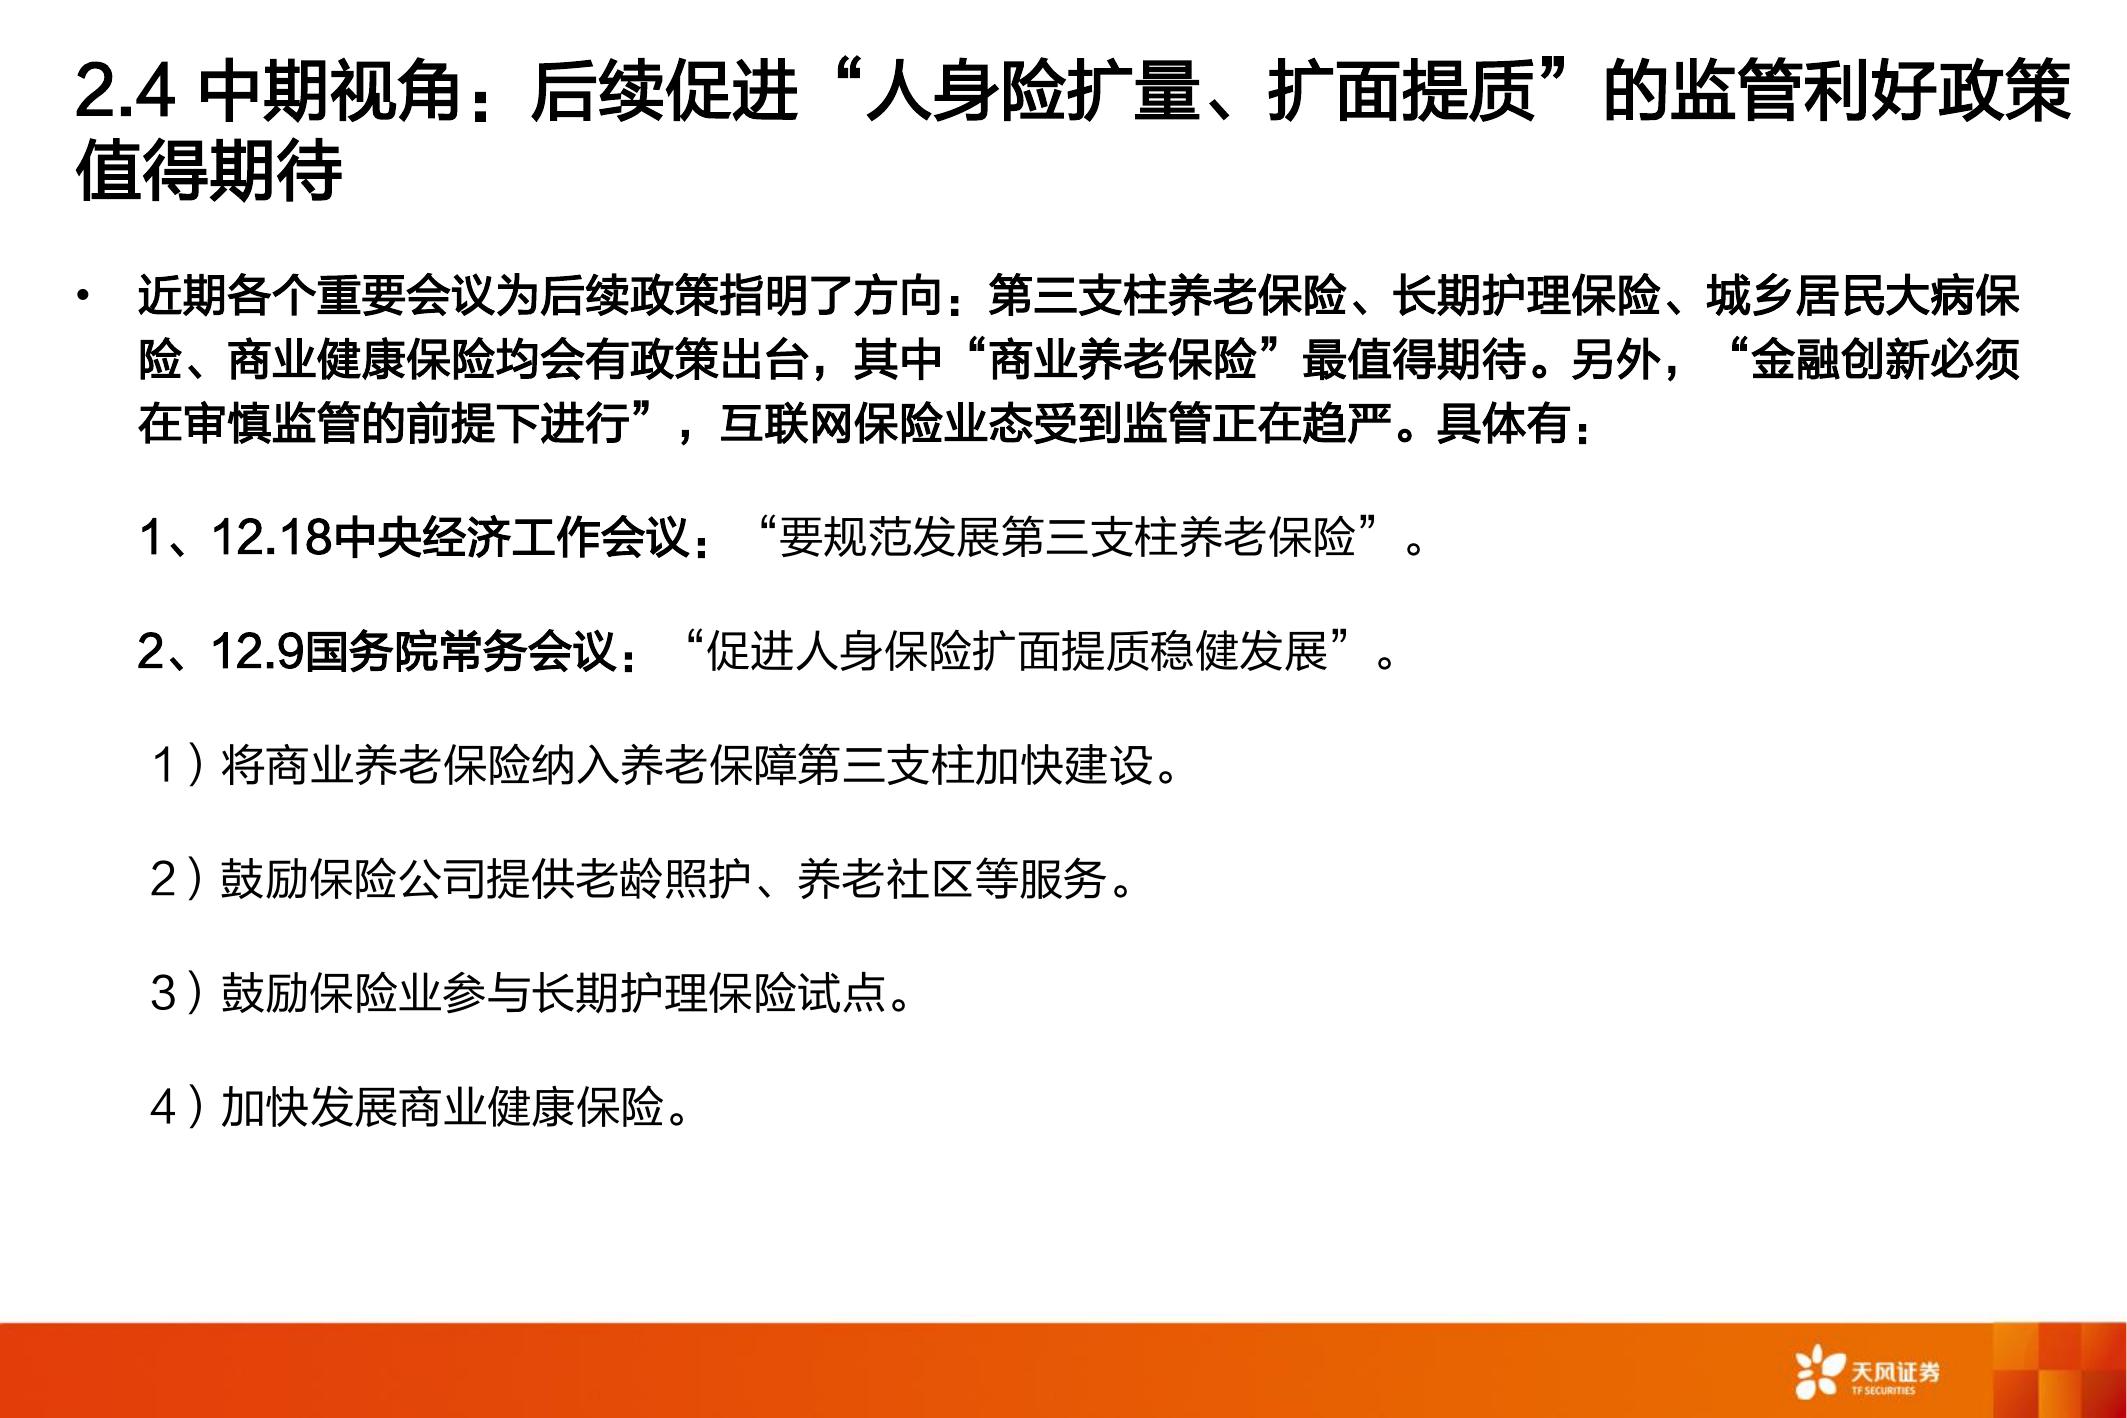 2.4 中期视角：后续促进“人身险扩量、扩面提质”的监管利好政策
值得期待
• 近期各个重要会议为后续政策指明了方向：第三支柱养老保险、长期护理保险、城乡居民大病保
险、商业健康保险均会有政策出台，其中“商业养老保险”最值得期待。另外，“金融创新必须
在审慎监管的前提下进行”，互联网保险业态受到监管正在趋严。具体有：
1、12.18中央经济工作会议：“要规范发展第三支柱养老保险”。
2、12.9国务院常务会议：“促进人身保险扩面提质稳健发展”。
1）将商业养老保险纳入养老保障第三支柱加快建设。
2）鼓励保险公司提供老龄照护、养老社区等服务。
3）鼓励保险业参与长期护理保险试点。
4）加快发展商业健康保险。
天风证券
TF SECURITIES